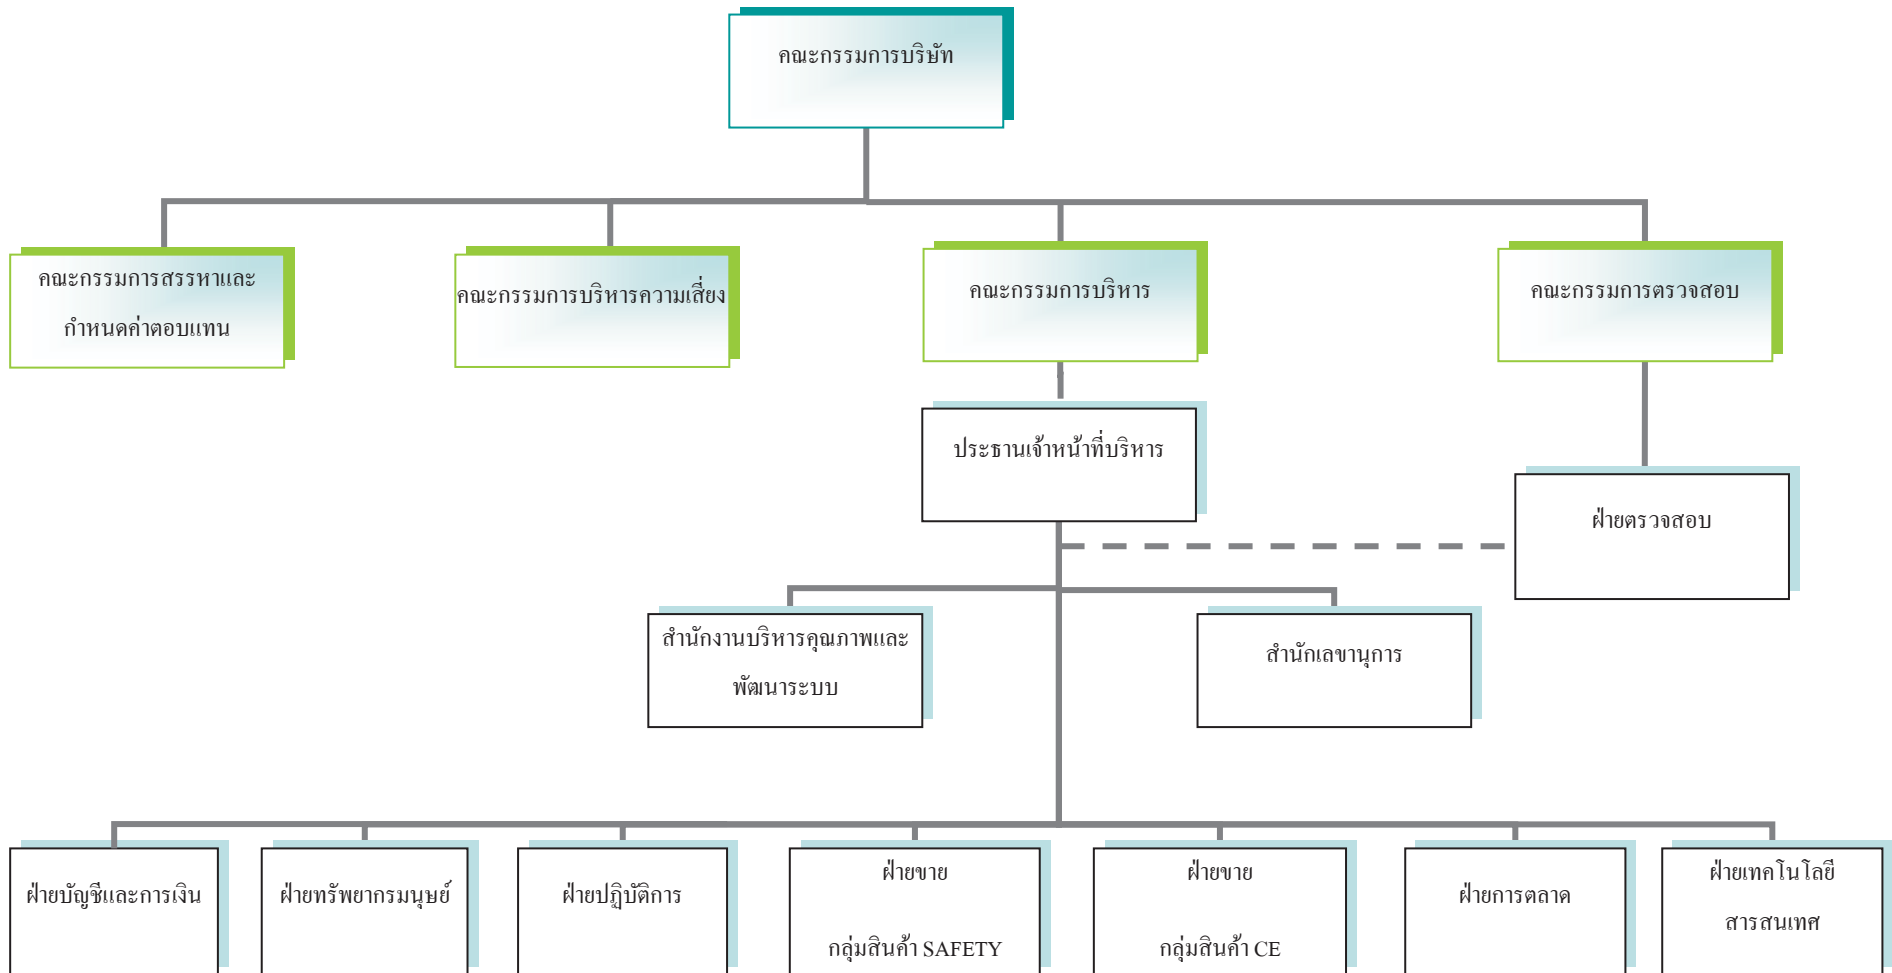 คณะกรรมการบริษัท
คณะกรรมการสรรหาและ
กำหนดค่าตอบแทน
คณะกรรมการบริหารความเสี่ยง
คณะกรรมการบริหาร
คณะกรรมการตรวจสอบ
ประธานเจ้าหน้าที่บริหาร
ฝ่ายตรวจสอบ
สำนักงานบริหารคุณภาพและ
พัฒนาระบบ
สำนักเลขานุการ
ฝ่ายบัญชีและการเงิน
ฝ่ายทรัพยากรมนุษย์
ฝ่ายปฏิบัติการ
ฝ่ายขาย
กลุ่มสินค้า SAFETY
ฝ่ายขาย
กลุ่มสินค้า CE
ฝ่ายการตลาด
ฝ่ายเทคโนโลยี
สารสนเทศ